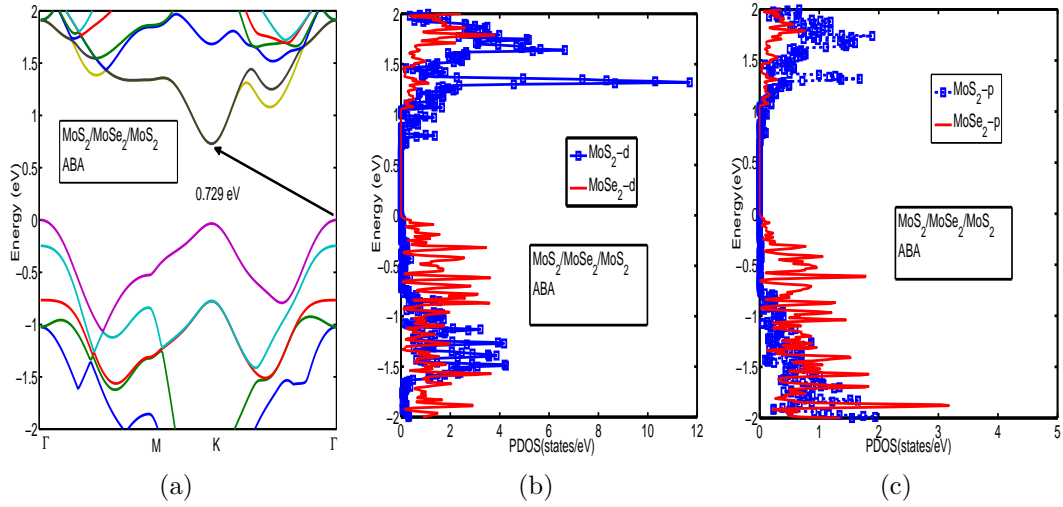 2
1.5
1
0.5
0
−0.5
−1
−1.5
−2
Energy (eV)
MoS2/MoSe2/MoS2
ABA
0.729 eV
Γ M K Γ
(a)
2
1.5
1
0.5
0
−0.5
−1
−1.5
−2
Energy (eV)
MoS2−d
MoSe2−d
MoS2/MoSe2/MoS2
ABA
0 2 4 6 8 10 12
PDOS(states/eV)
(b)
2
1.5
1
0.5
0
−0.5
−1
−1.5
−2
Energy(eV)
MoS2−p
MoSe2−p
MoS2/MoSe2/MoS2
ABA
0 1 2 3 4 5
PDOS(states/eV)
(c)